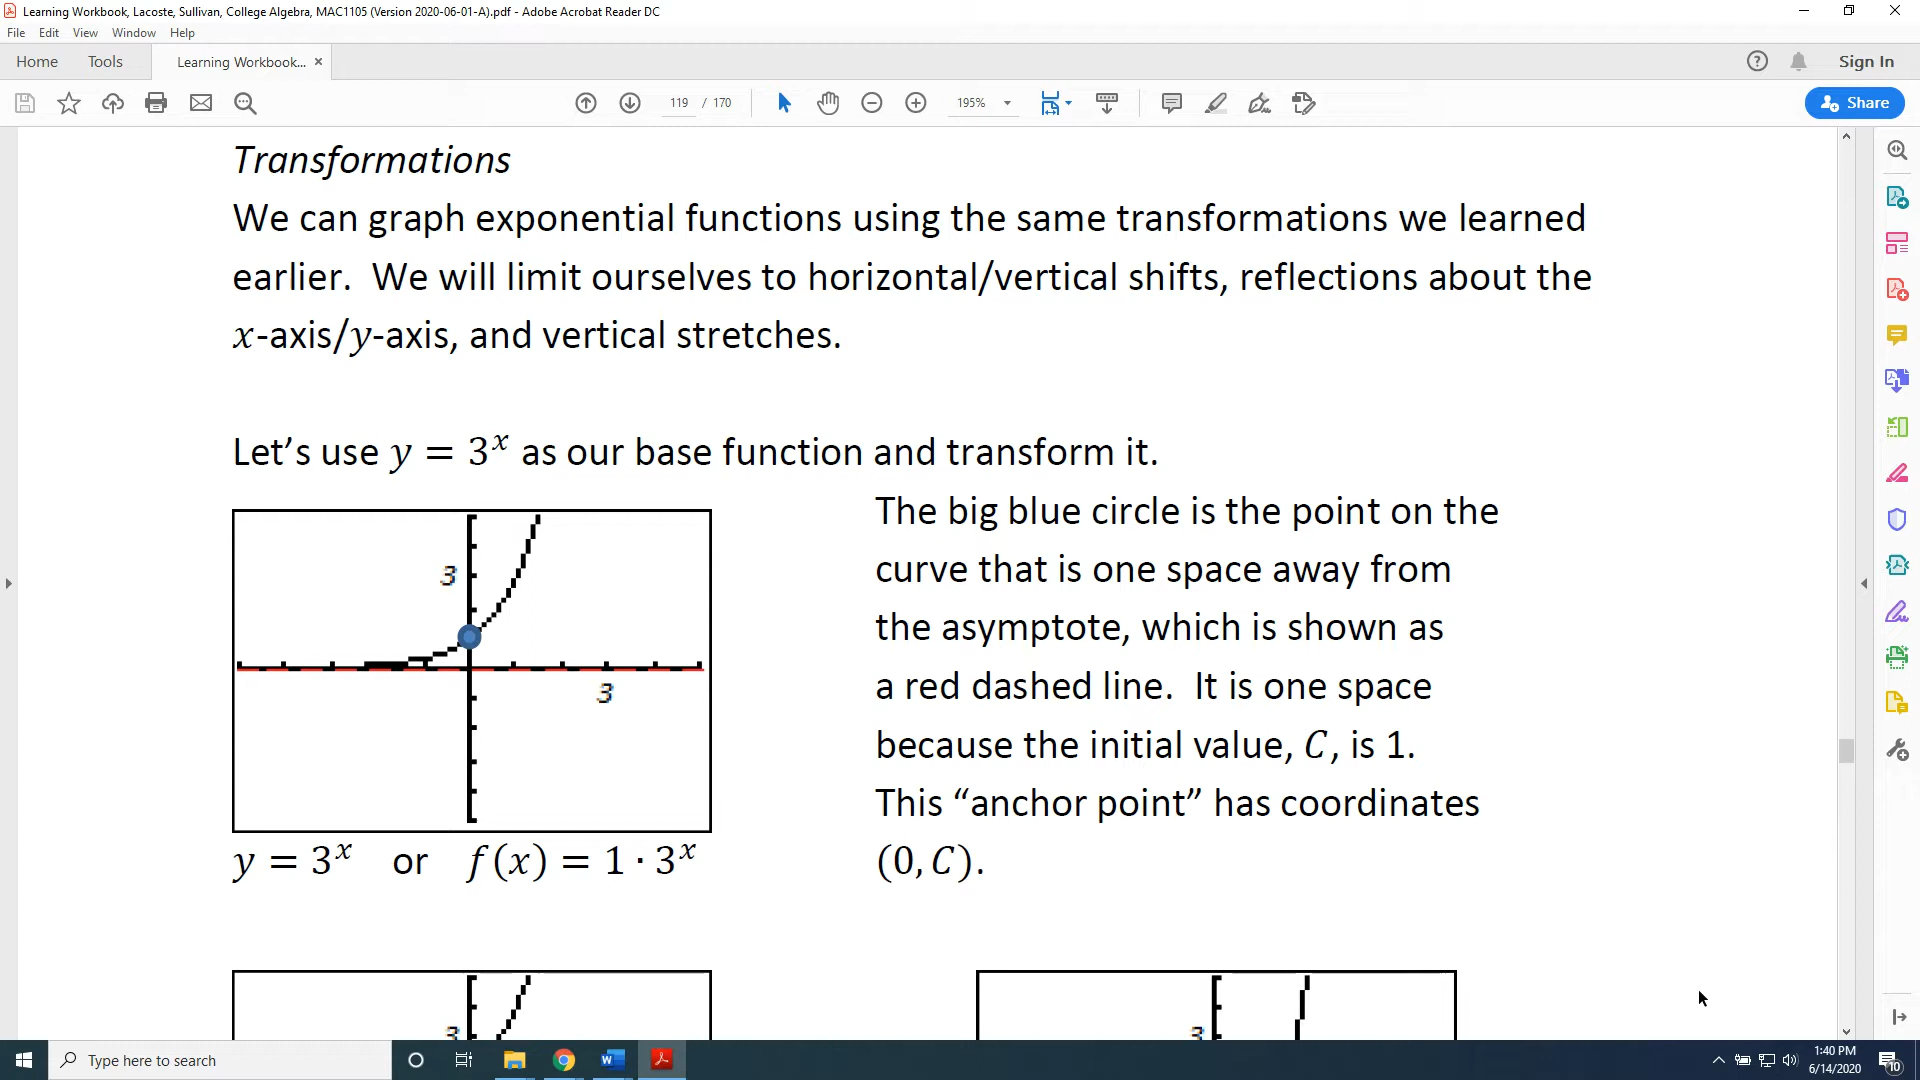 Learning Workbook, Lacoste, Sullivan, College Algebra, MAC1105 (Version 2020-06-01-A).pdf - Adobe Acrobat Reader DC
File Edit View Window Help
Home Tools Learning Workbook... × Sign In
119 / 170 195% Share
Transformations
We can graph exponential functions using the same transformations we learned
earlier. We will limit ourselves to horizontal/vertical shifts, reflections about the
x-axis/y-axis, and vertical stretches.
Let’s use y = 3^x as our base function and transform it.
3
3
y = 3^x or f(x) = 1 · 3^x
The big blue circle is the point on the
curve that is one space away from
the asymptote, which is shown as
a red dashed line. It is one space
because the initial value, C, is 1.
This “anchor point” has coordinates
(0, C).
3
3
Type here to search
1:40 PM
6/14/2020
10